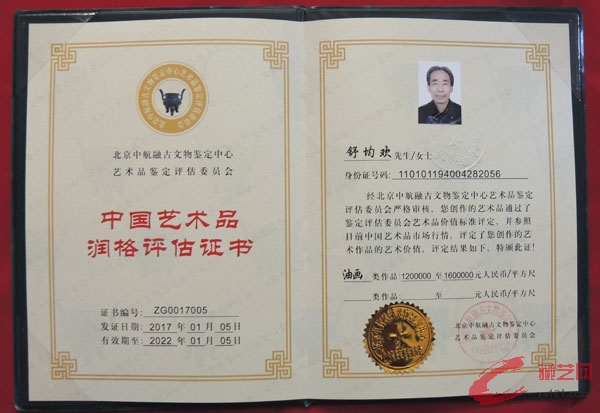 北京中航融古文物鉴定中心
艺术品鉴定评估委员会
中国艺术品
润格评估证书
证书编号: ZG0017005
发证日期: 2017 年 01 月 05日
有效期至: 2022 年 01 月 05日
舒均欢 先生/女士
身份证号码: 110101194004282056
经北京中航融古文物鉴定中心艺术品鉴定
评估委员会严格审核，您创作的艺术品通过了
鉴定评估委员会艺术品价值标准评定，并参照
目前中国艺术品市场行情，评定了您创作的艺
术作品的艺术价值，评定结果如下，特颁此证!
油画 类作品: 1200000 至 1600000 元人民币/平方尺
类作品: 至 元人民币/平方尺
北京中航融古文物鉴定中心
艺术品鉴定评估委员会
藏艺网